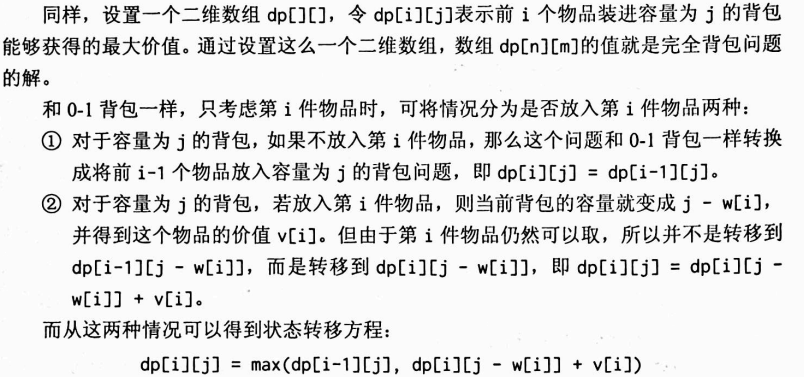 同样，设置一个二维数组 dp[][]，令 dp[i][j]表示前 i 个物品装进容量为 j 的背包
能够获得的最大价值。通过设置这么一个二维数组，数组 dp[n][m]的值就是完全背包问题
的解。
和 0-1 背包一样，只考虑第 i 件物品时，可将情况分为是否放入第 i 件物品两种：
① 对于容量为 j 的背包，如果不放入第 i 件物品，那么这个问题和 0-1 背包一样转换
成将前 i-1 个物品放入容量为 j 的背包问题，即 dp[i][j] = dp[i-1][j]。
② 对于容量为 j 的背包，若放入第 i 件物品，则当前背包的容量就变成 j - w[i]，
并得到这个物品的价值 v[i]。但由于第 i 件物品仍然可以取，所以并不是转移到
dp[i-1][j - w[i]]，而是转移到 dp[i][j - w[i]]，即 dp[i][j] = dp[i][j -
w[i]] + v[i]。
而从这两种情况可以得到状态转移方程：
dp[i][j] = max(dp[i-1][j], dp[i][j - w[i]] + v[i])